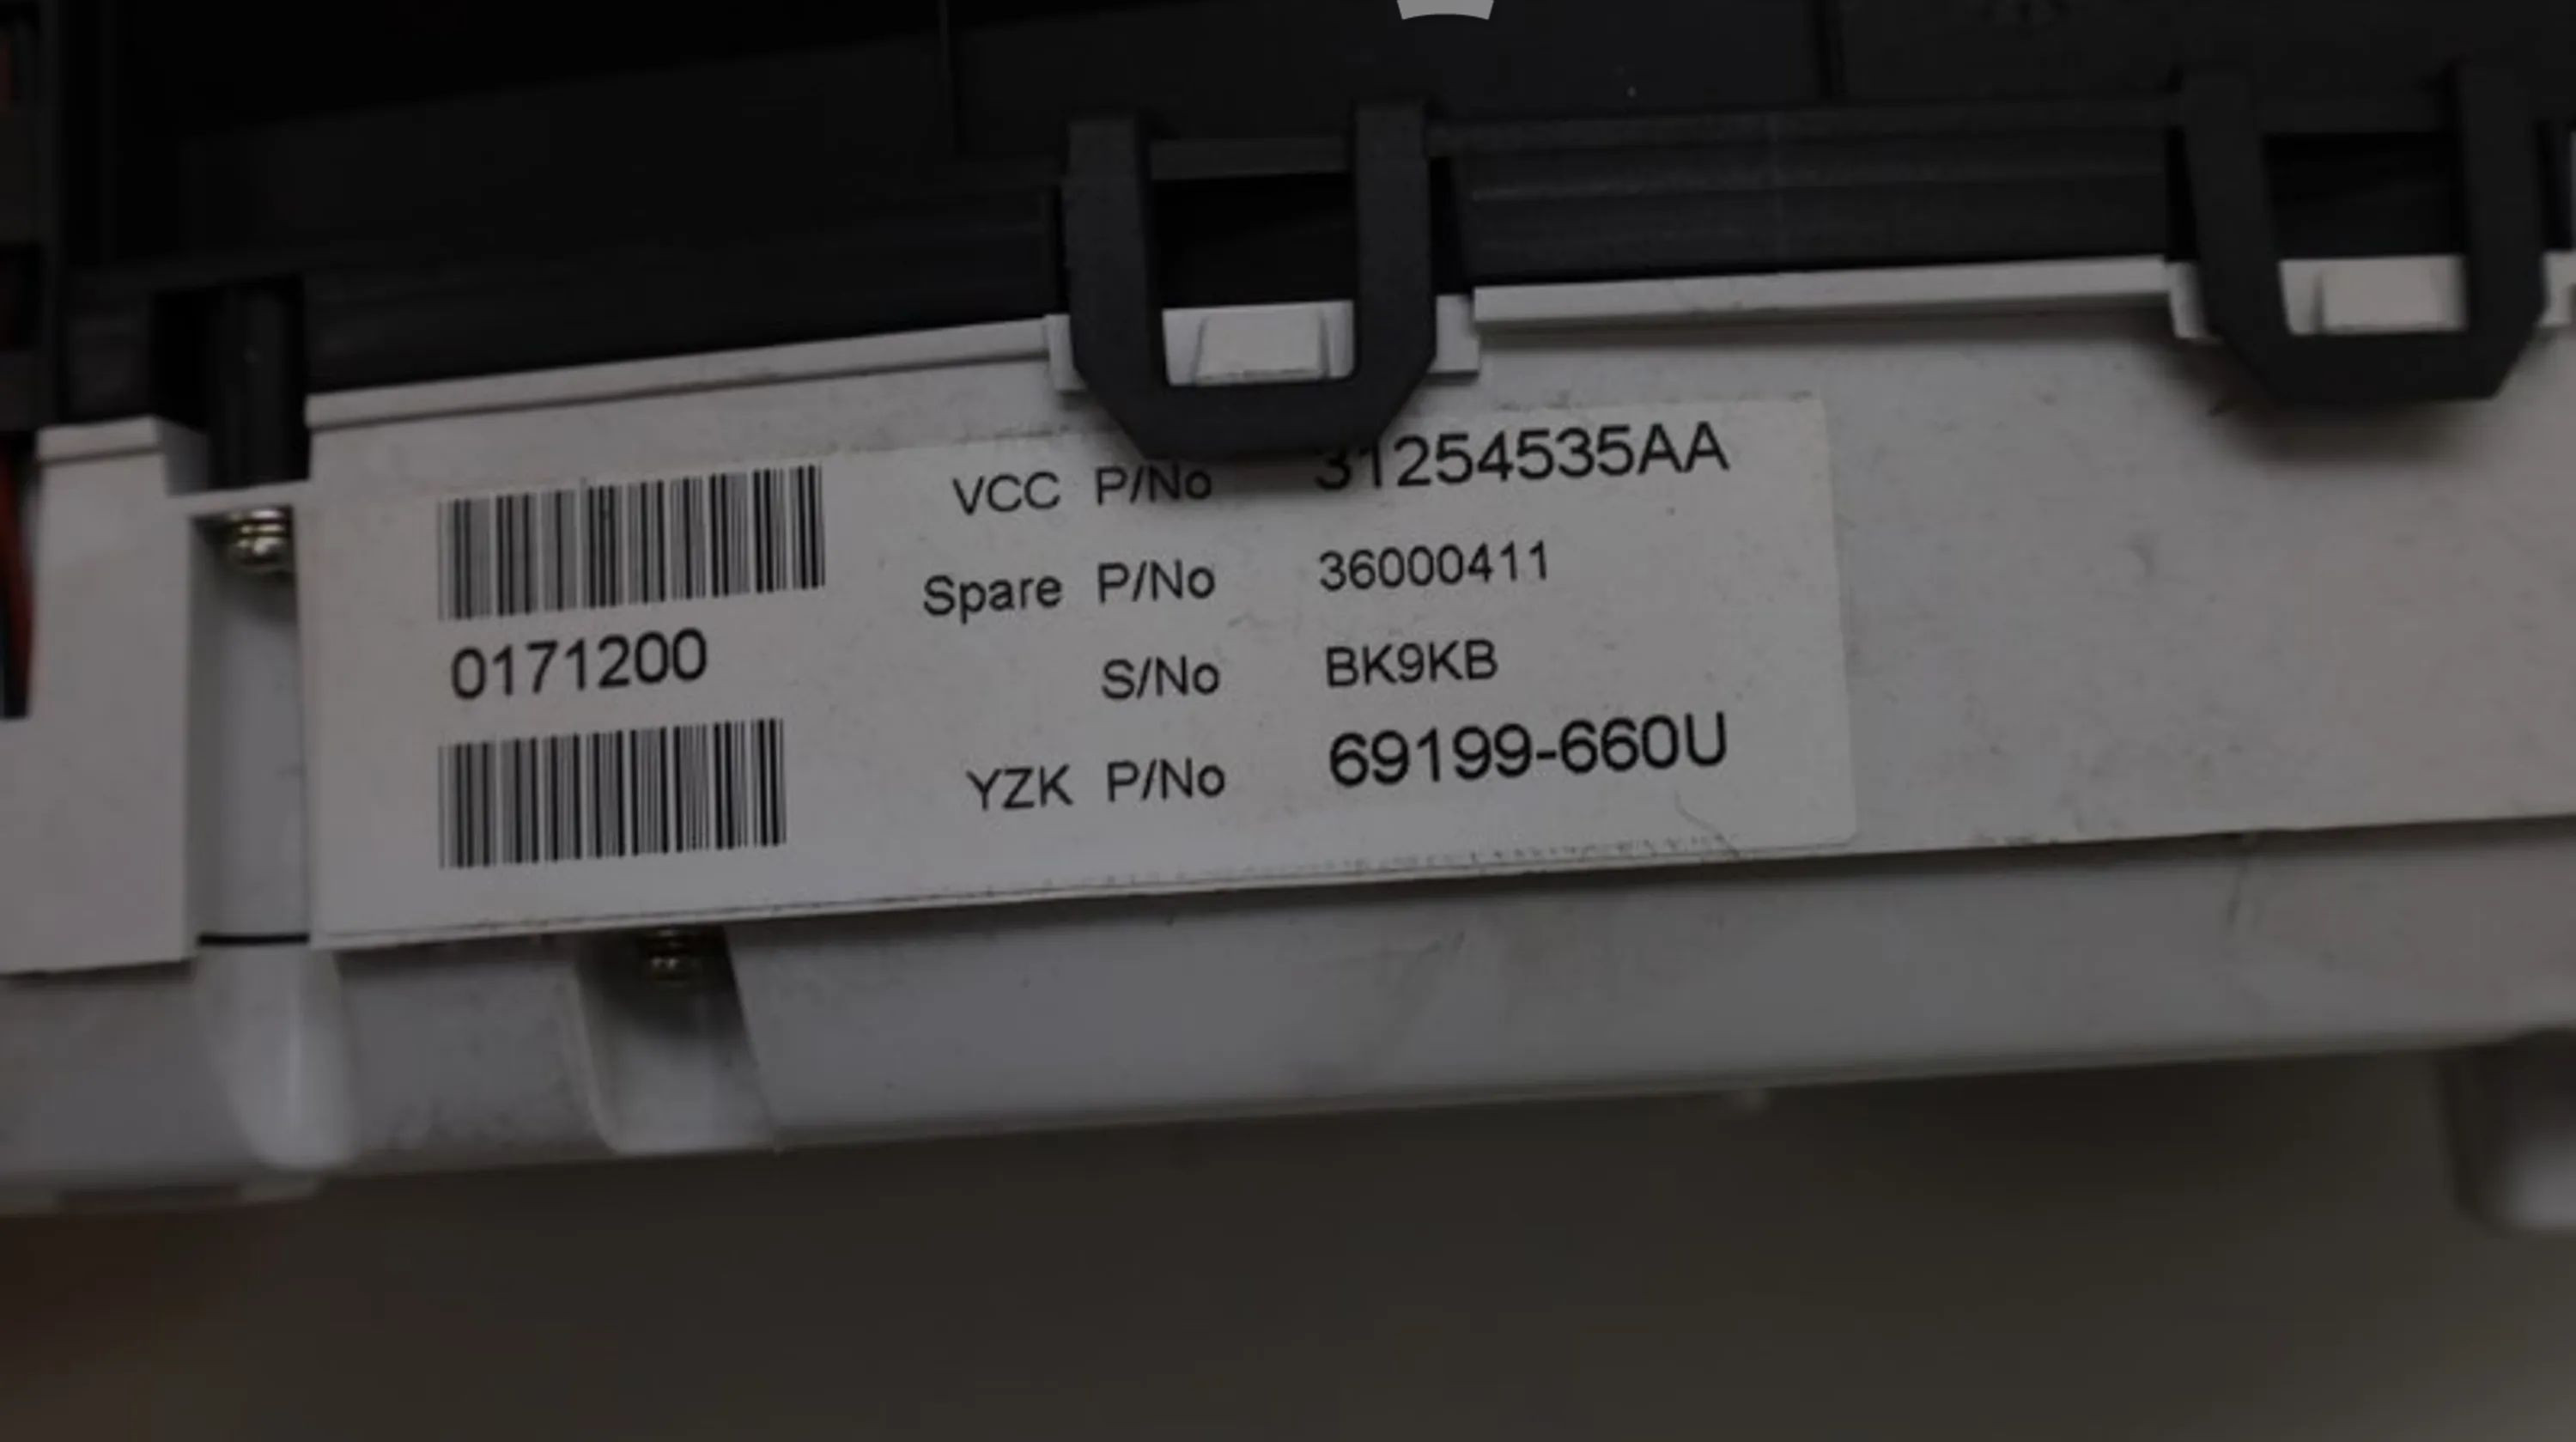 VCC P/No 31254535AA
Spare P/No 36000411
0171200
S/No BK9KB
YZK P/No 69199-660U